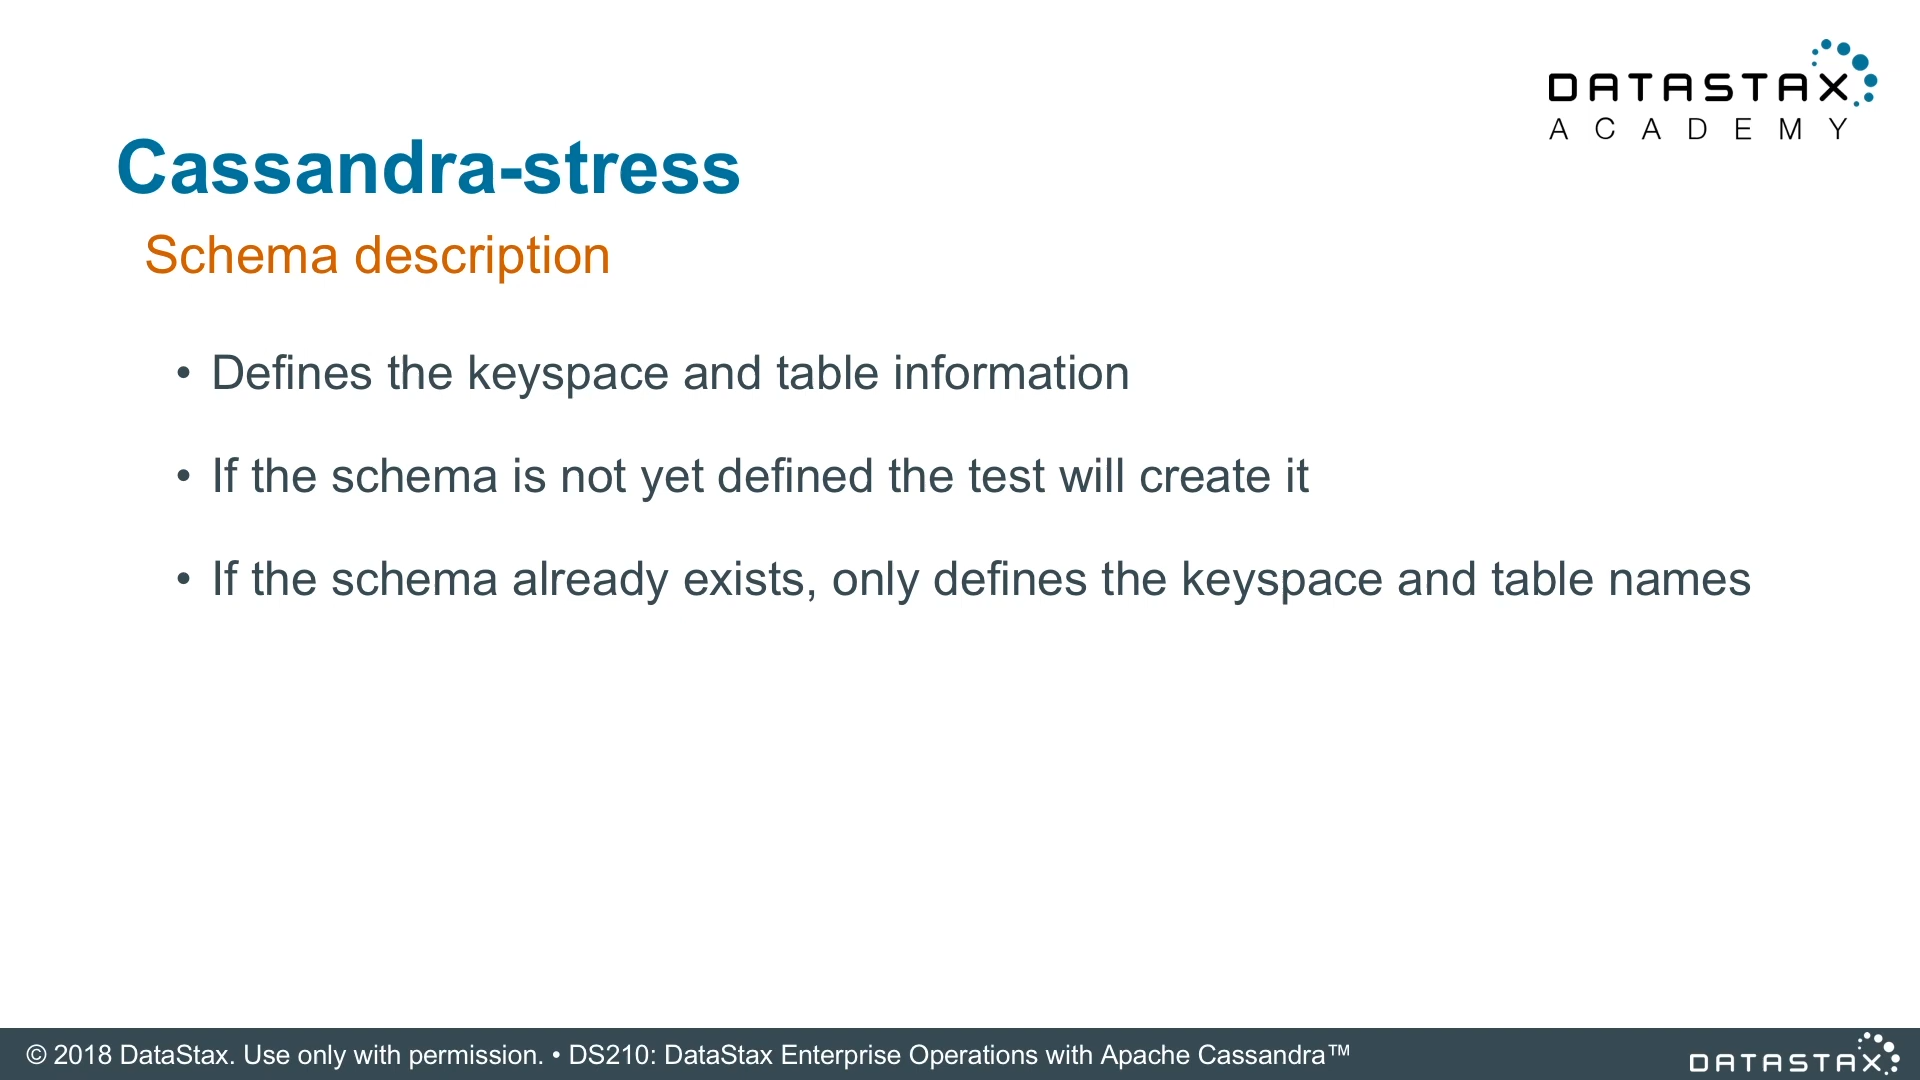 DATASTAX
ACADEMY
Cassandra-stress
Schema description
• Defines the keyspace and table information
• If the schema is not yet defined the test will create it
• If the schema already exists, only defines the keyspace and table names
© 2018 DataStax. Use only with permission. • DS210: DataStax Enterprise Operations with Apache Cassandra™
DATASTAX